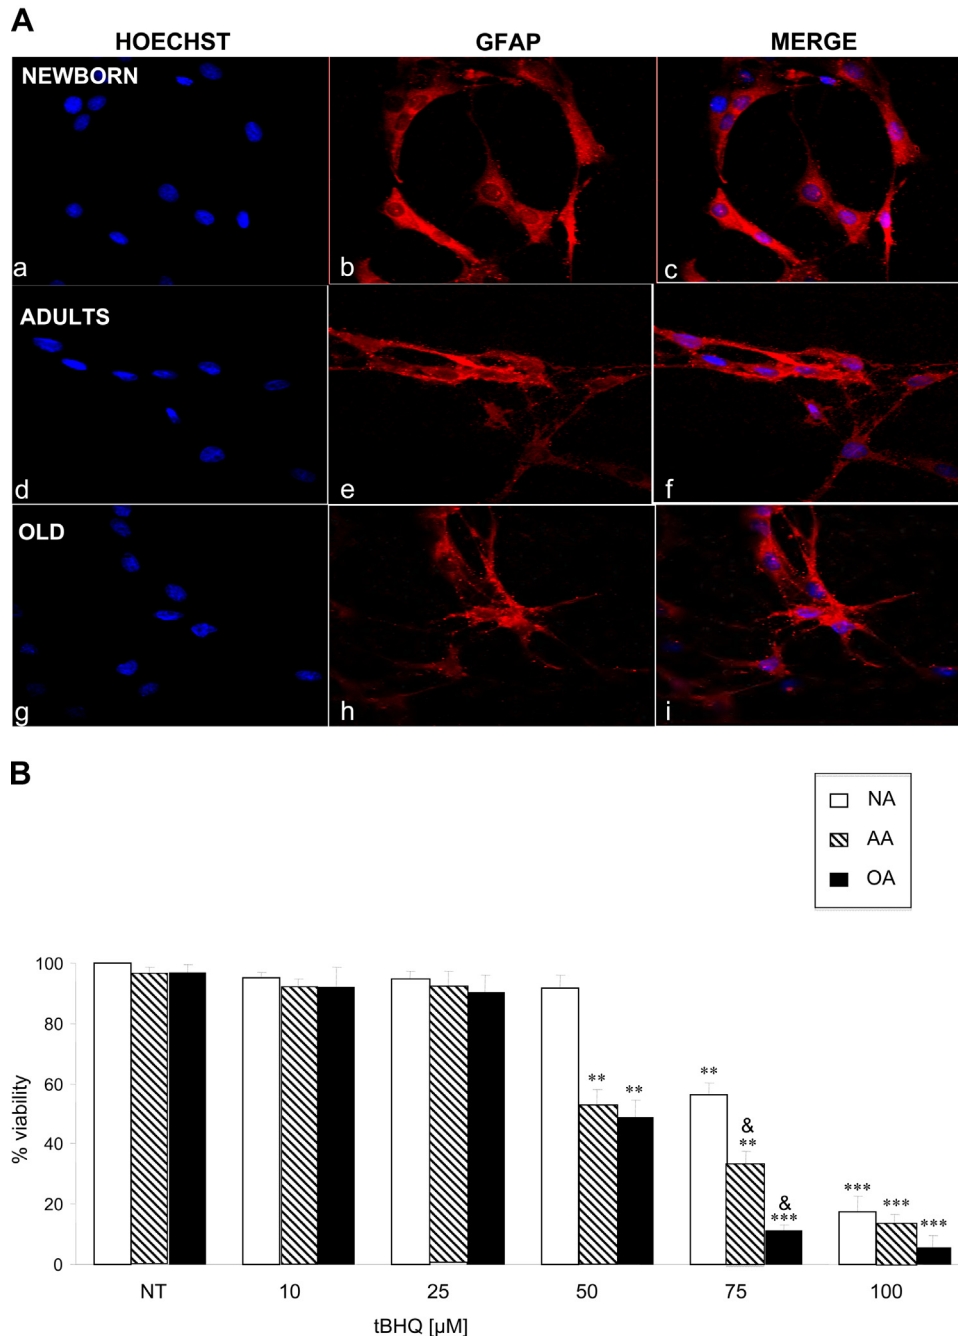 A
HOECHST GFAP MERGE
NEWBORN
a b c
ADULTS
d e f
OLD
g h i
B
NA
AA
OA
100
80
60
40
20
0
% viability
** ** ** & ** & *** *** *** ***
NT 10 25 50 75 100
tBHQ [µM]